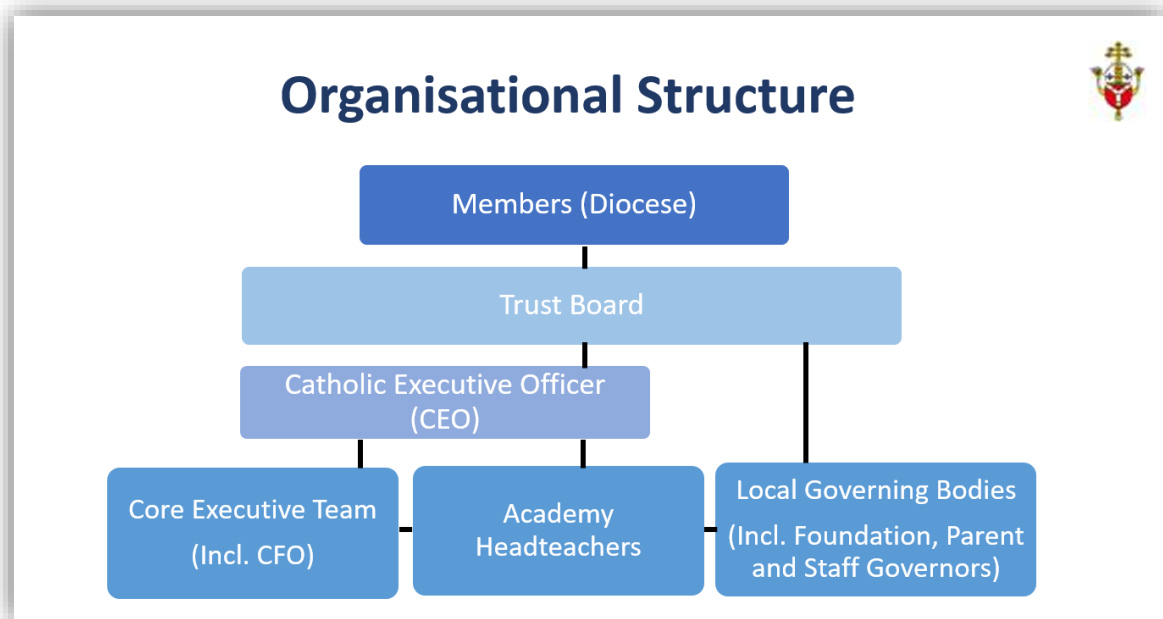 Organisational Structure
Members (Diocese)
Trust Board
Catholic Executive Officer
(CEO)
Core Executive Team
(Incl. CFO)
Academy
Headteachers
Local Governing Bodies
(Incl. Foundation, Parent
and Staff Governors)